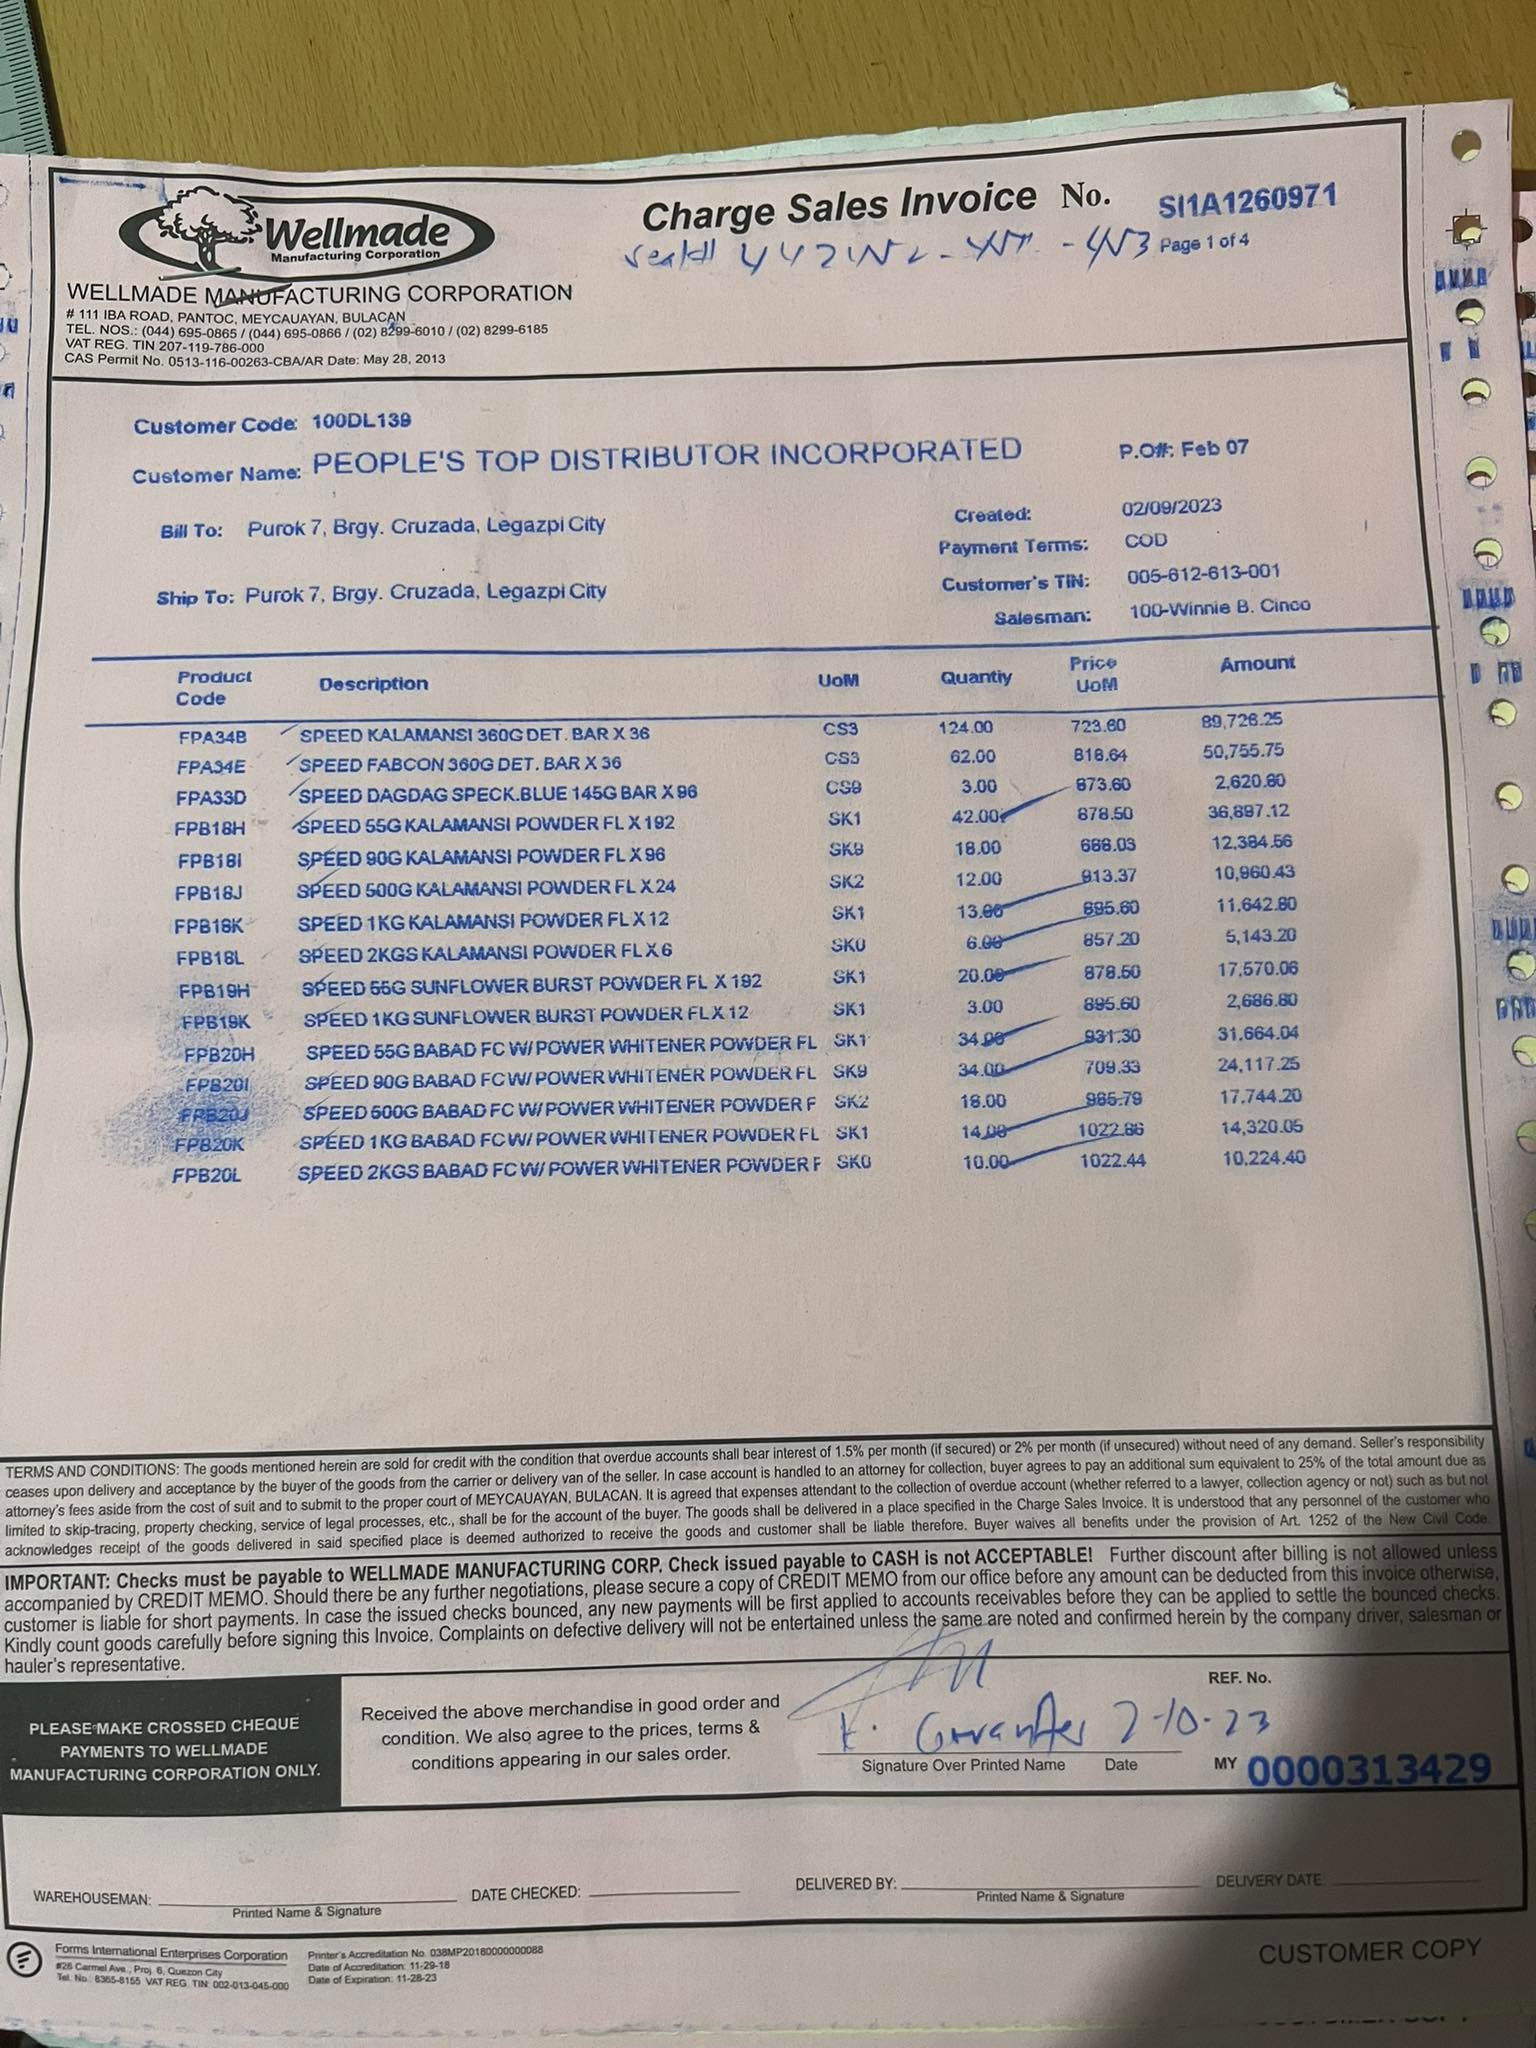 Wellmade
Manufacturing Corporation
Charge Sales Invoice No. SI1A1260971
Page 1 of 4
WELLMADE MANUFACTURING CORPORATION
# 111 IBA ROAD, PANTOC, MEYCAUAYAN, BULACAN
TEL. NOS.: (044) 695-0865 / (044) 695-0866 / (02) 8299-6010 / (02) 8299-6185
VAT REG. TIN 207-119-786-000
CAS Permit No. 0513-116-00263-CBA/AR Date: May 28, 2013
Customer Code: 100DL139
Customer Name: PEOPLE'S TOP DISTRIBUTOR INCORPORATED P.O#: Feb 07
Bill To: Purok 7, Brgy. Cruzada, Legazpi City
Created: 02/09/2023
Payment Terms: COD
Ship To: Purok 7, Brgy. Cruzada, Legazpi City
Customer's TIN: 005-612-613-001
Salesman: 100-Winnie B. Cinco
Product Code Description UoM Quantiy Price UoM Amount
FPA34B SPEED KALAMANSI 360G DET. BAR X 36 CS3 124.00 723.60 89,726.25
FPA34E SPEED FABCON 360G DET. BAR X 36 CS3 62.00 818.64 50,755.75
FPA33D SPEED DAGDAG SPECK.BLUE 145G BAR X 96 CS9 3.00 873.60 2,620.80
FPB18H SPEED 55G KALAMANSI POWDER FL X 192 SK1 42.00 878.50 36,897.12
FPB18I SPEED 90G KALAMANSI POWDER FL X 96 SK9 18.00 688.03 12,384.56
FPB18J SPEED 500G KALAMANSI POWDER FL X 24 SK2 12.00 913.37 10,960.43
FPB18K SPEED 1KG KALAMANSI POWDER FL X 12 SK1 13.00 895.60 11,642.80
FPB18L SPEED 2KGS KALAMANSI POWDER FL X 6 SK0 6.00 857.20 5,143.20
FPB19H SPEED 55G SUNFLOWER BURST POWDER FL X 192 SK1 20.00 878.50 17,570.06
FPB19K SPEED 1KG SUNFLOWER BURST POWDER FL X 12 SK1 3.00 895.60 2,686.80
FPB20H SPEED 55G BABAD FC W/ POWER WHITENER POWDER FL SK1 34.00 931.30 31,664.04
FPB20I SPEED 90G BABAD FC W/ POWER WHITENER POWDER FL SK9 34.00 709.33 24,117.25
FPB20J SPEED 500G BABAD FC W/ POWER WHITENER POWDER F SK2 18.00 985.79 17,744.20
FPB20K SPEED 1KG BABAD FC W/ POWER WHITENER POWDER FL SK1 14.00 1022.86 14,320.05
FPB20L SPEED 2KGS BABAD FC W/ POWER WHITENER POWDER F SK0 10.00 1022.44 10,224.40
TERMS AND CONDITIONS: The goods mentioned herein are sold for credit with the condition that overdue accounts shall bear interest of 1.5% per month (if secured) or 2% per month (if unsecured) without need of any demand. Seller's responsibility
ceases upon delivery and acceptance by the buyer of the goods from the carrier or delivery van of the seller. In case account is handled to an attorney for collection, buyer agrees to pay an additional sum equivalent to 25% of the total amount due as
attorney's fees aside from the cost of suit and to submit to the proper court of MEYCAUAYAN, BULACAN. It is agreed that expenses attendant to the collection of overdue account (whether referred to a lawyer, collection agency or not) such as but not
limited to skip-tracing, property checking, service of legal processes, etc., shall be for the account of the buyer. The goods shall be delivered in a place specified in the Charge Sales Invoice. It is understood that any personnel of the customer who
acknowledges receipt of the goods delivered in said specified place is deemed authorized to receive the goods and customer shall be liable therefore. Buyer waives all benefits under the provision of Art. 1252 of the New Civil Code.
IMPORTANT: Checks must be payable to WELLMADE MANUFACTURING CORP. Check issued payable to CASH is not ACCEPTABLE! Further discount after billing is not allowed unless
accompanied by CREDIT MEMO. Should there be any further negotiations, please secure a copy of CREDIT MEMO from our office before any amount can be deducted from this invoice otherwise,
customer is liable for short payments. In case the issued checks bounced, any new payments will be first applied to accounts receivables before they can be applied to settle the bounced checks.
Kindly count goods carefully before signing this Invoice. Complaints on defective delivery will not be entertained unless the same are noted and confirmed herein by the company driver, salesman or
hauler's representative.
PLEASE MAKE CROSSED CHEQUE
PAYMENTS TO WELLMADE
MANUFACTURING CORPORATION ONLY.
Received the above merchandise in good order and
condition. We also agree to the prices, terms &
conditions appearing in our sales order.
2-10-23
Signature Over Printed Name Date
REF. No.
MY 0000313429
WAREHOUSEMAN:
Printed Name & Signature
DATE CHECKED:
DELIVERED BY:
Printed Name & Signature
DELIVERY DATE:
Forms International Enterprises Corporation
#26 Carmel Ave., Proj. 6, Quezon City
Tel. No.: 8365-8155 VAT REG. TIN: 002-013-045-000
Printer's Accreditation No. 038MP20180000000088
Date of Accreditation: 11-29-18
Date of Expiration: 11-28-23
CUSTOMER COPY